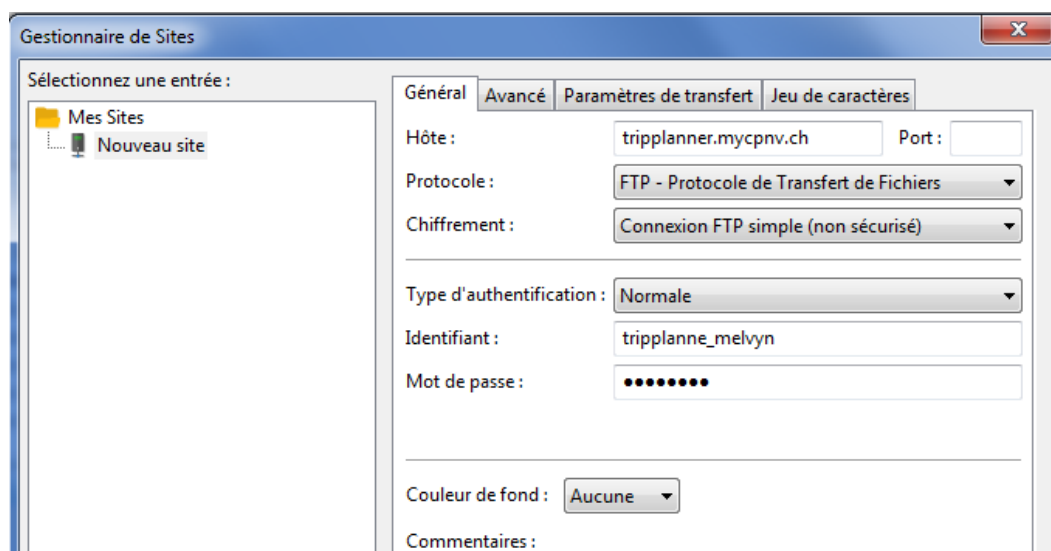 Gestionnaire de Sites
X
Sélectionnez une entrée :
Mes Sites
Nouveau site
Général Avancé Paramètres de transfert Jeu de caractères
Hôte : tripplanner.mycpnv.ch Port :
Protocole : FTP - Protocole de Transfert de Fichiers
Chiffrement : Connexion FTP simple (non sécurisé)
Type d'authentification : Normale
Identifiant : tripplanne_melvyn
Mot de passe : ●●●●●●●●
Couleur de fond : Aucune
Commentaires :